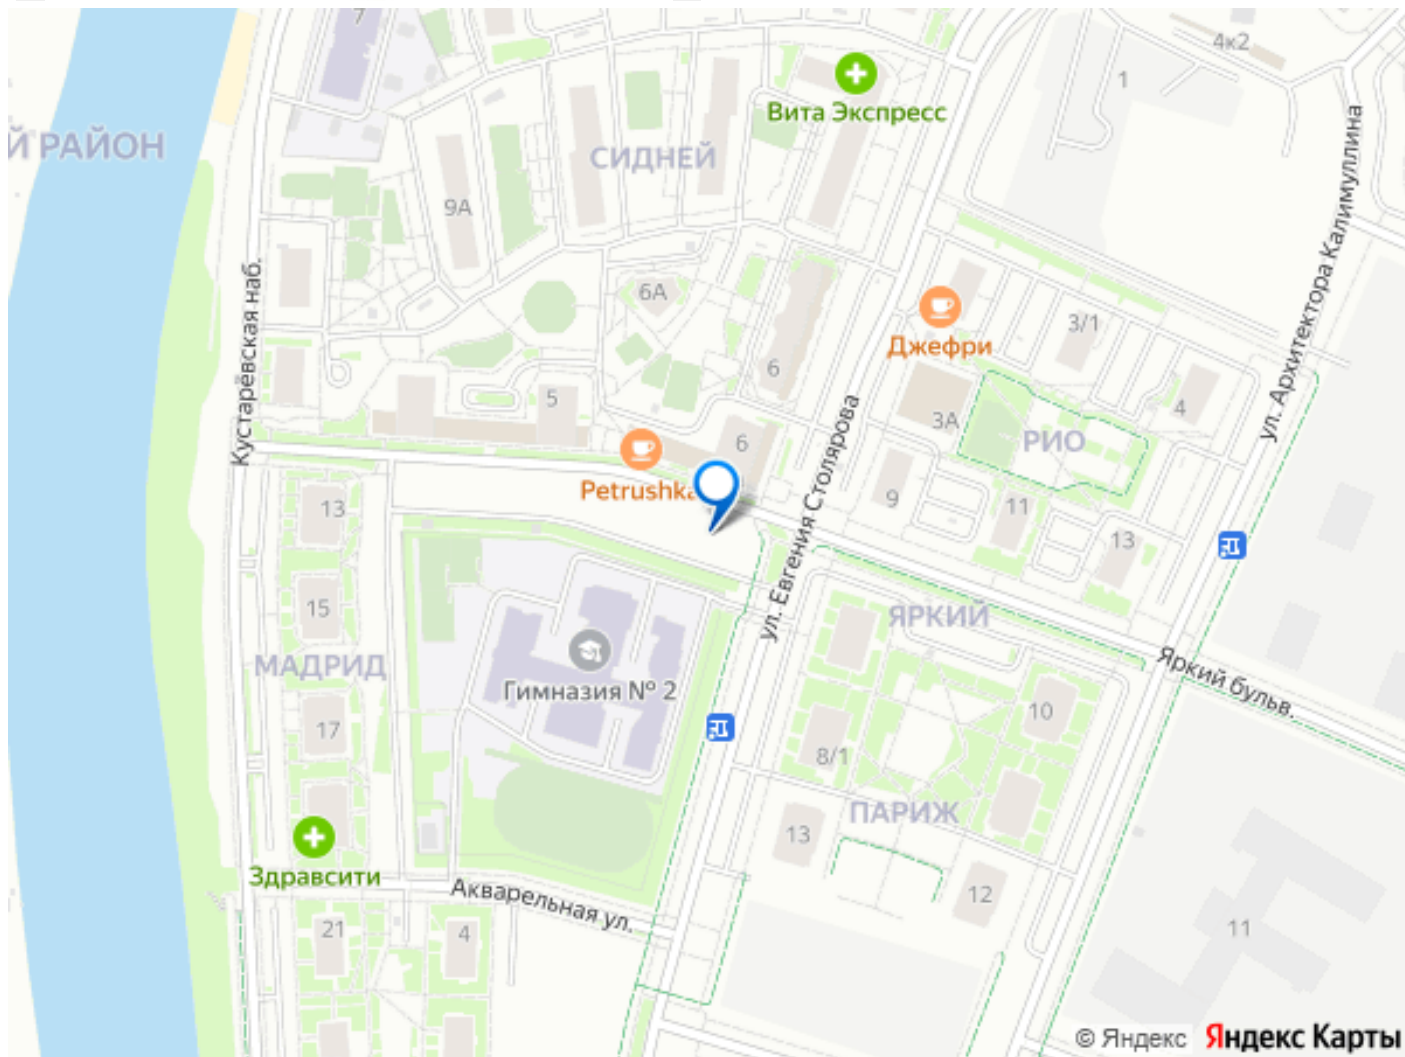 7
4к2
1
Вита Экспресс
Й РАЙОН
СИДНЕЙ
9А
ул. Архитектора Калимуллина
Кустарёвская наб.
6А
Джефри
3/1
6
5
3А
4
РИО
6
ул. Евгения Столярова
Petrushka
9
11
13
13
15
ЯРКИЙ
МАДРИД
Гимназия № 2
Яркий бульв.
17
10
8/1
ПАРИЖ
13
Здравсити
Акварельная ул.
12
21
4
11
© Яндекс
Яндекс Карты